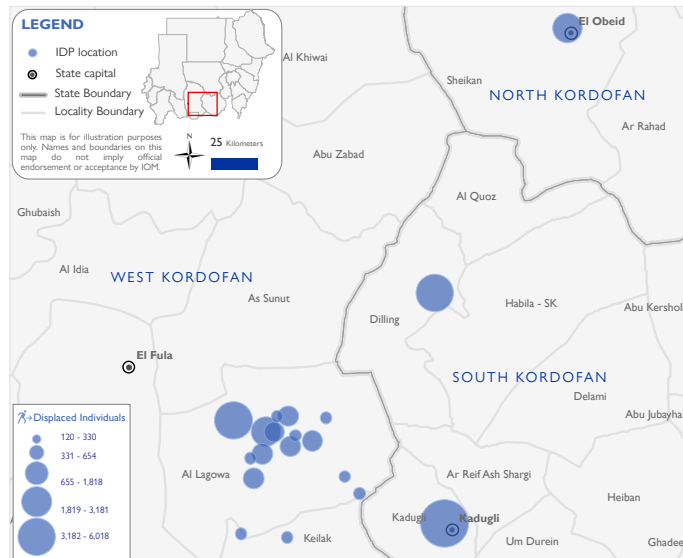 LEGEND
IDP location
State capital
State Boundary
Locality Boundary
This map is for illustration purposes
only. Names and boundaries on this
map do not imply official
endorsement or acceptance by IOM.
N
25 Kilometers
El Obeid
Al Khiwai
Sheikan
NORTH KORDOFAN
Ar Rahad
Abu Zabad
Al Quoz
Ghubaish
Al Idia
WEST KORDOFAN
As Sunut
Habila - SK
Abu Kershola
Dilling
El Fula
SOUTH KORDOFAN
Delami
Abu Jubayhah
Displaced Individuals
120 - 330
331 - 654
655 - 1,818
1,819 - 3,181
3,182 - 6,018
Al Lagowa
Ar Reif Ash Shargi
Heiban
Kadugli
Kadugli
Keilak
Um Durein
Ghadee